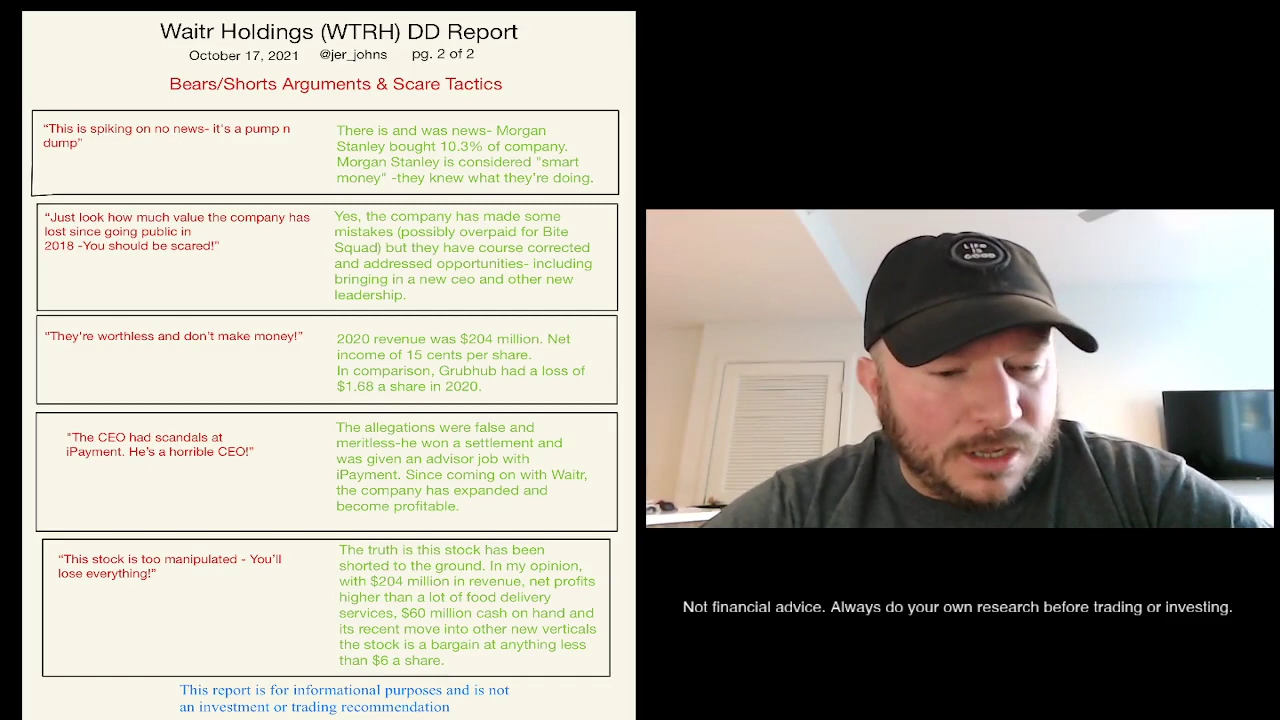 Waitr Holdings (WTRH) DD Report
October 17, 2021 @jer_johns pg. 2 of 2
Bears/Shorts Arguments & Scare Tactics
“This is spiking on no news- it's a pump n
dump”
There is and was news- Morgan
Stanley bought 10.3% of company.
Morgan Stanley is considered "smart
money" -they knew what they’re doing.
“Just look how much value the company has
lost since going public in
2018 -You should be scared!”
Yes, the company has made some
mistakes (possibly overpaid for Bite
Squad) but they have course corrected
and addressed opportunities- including
bringing in a new ceo and other new
leadership.
“They're worthless and don’t make money!”
2020 revenue was $204 million. Net
income of 15 cents per share.
In comparison, Grubhub had a loss of
$1.68 a share in 2020.
"The CEO had scandals at
iPayment. He’s a horrible CEO!”
The allegations were false and
meritless-he won a settlement and
was given an advisor job with
iPayment. Since coming on with Waitr,
the company has expanded and
become profitable.
“This stock is too manipulated - You’ll
lose everything!”
The truth is this stock has been
shorted to the ground. In my opinion,
with $204 million in revenue, net profits
higher than a lot of food delivery
services, $60 million cash on hand and
its recent move into other new verticals
the stock is a bargain at anything less
than $6 a share.
This report is for informational purposes and is not
an investment or trading recommendation
LIFE
IS
GOOD
Not financial advice. Always do your own research before trading or investing.